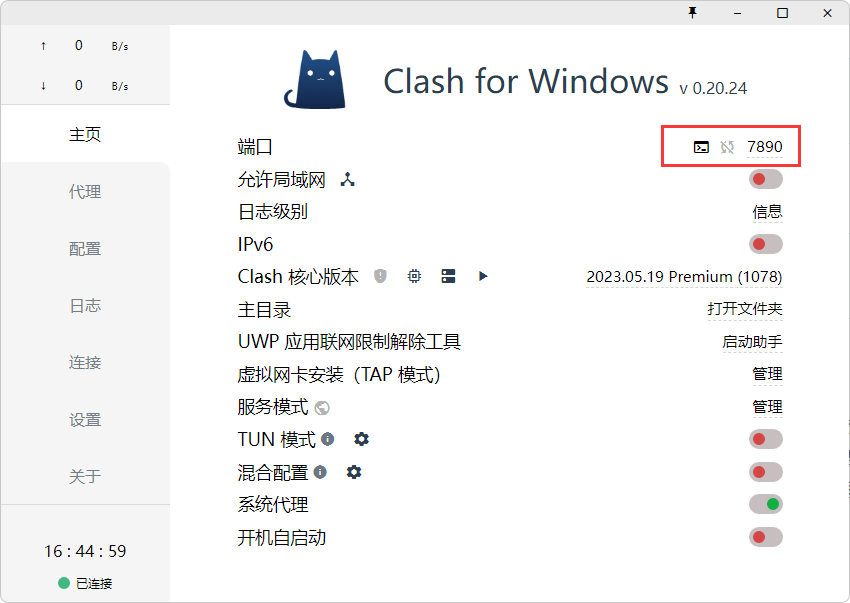 ↑ 0 B/s
↓ 0 B/s
主页
代理
配置
日志
连接
设置
关于
16 : 44 : 59
已连接
Clash for Windows v 0.20.24
端口 7890
允许局域网
日志级别 信息
IPv6
Clash 核心版本 2023.05.19 Premium (1078)
主目录 打开文件夹
UWP 应用联网限制解除工具 启动助手
虚拟网卡安装（TAP 模式） 管理
服务模式 管理
TUN 模式
混合配置
系统代理
开机自启动